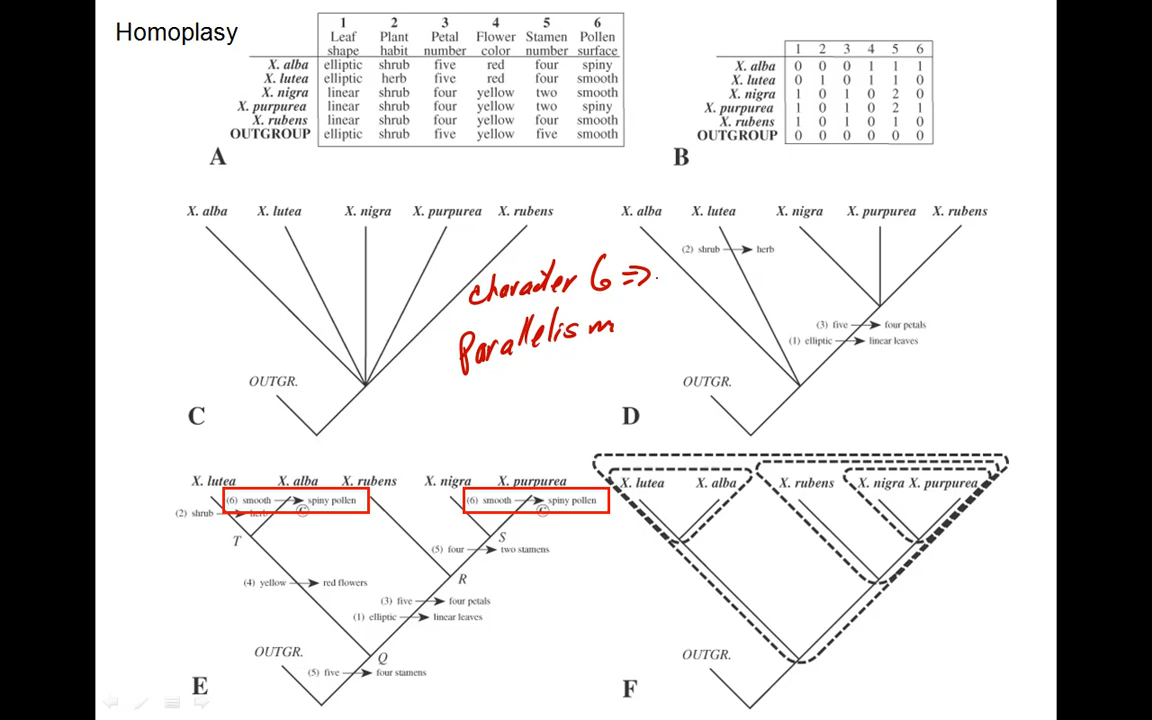 Homoplasy
1 2 3 4 5 6
Leaf Plant Petal Flower Stamen Pollen
shape habit number color number surface
X. alba elliptic shrub five red four spiny
X. lutea elliptic herb five red four smooth
X. nigra linear shrub four yellow two smooth
X. purpurea linear shrub four yellow two spiny
X. rubens linear shrub four yellow four smooth
OUTGROUP elliptic shrub five yellow five smooth
A
1 2 3 4 5 6
X. alba 0 0 0 1 1 1
X. lutea 0 1 0 1 1 0
X. nigra 1 0 1 0 2 0
X. purpurea 1 0 1 0 2 1
X. rubens 1 0 1 0 1 0
OUTGROUP 0 0 0 0 0 0
B
X. alba X. lutea X. nigra X. purpurea X. rubens
OUTGR.
C
character 6 =>
Parallelism
X. alba X. lutea X. nigra X. purpurea X. rubens
(2) shrub herb
(3) five four petals
(1) elliptic linear leaves
OUTGR.
D
X. lutea X. alba X. rubens X. nigra X. purpurea
(6) smooth spiny pollen (6) smooth spiny pollen
(2) shrub herb
T
S
(5) four two stamens
(4) yellow red flowers
R
(3) five four petals
(1) elliptic linear leaves
OUTGR.
Q
(5) five four stamens
E
X. lutea X. alba X. rubens X. nigra X. purpurea
OUTGR.
F